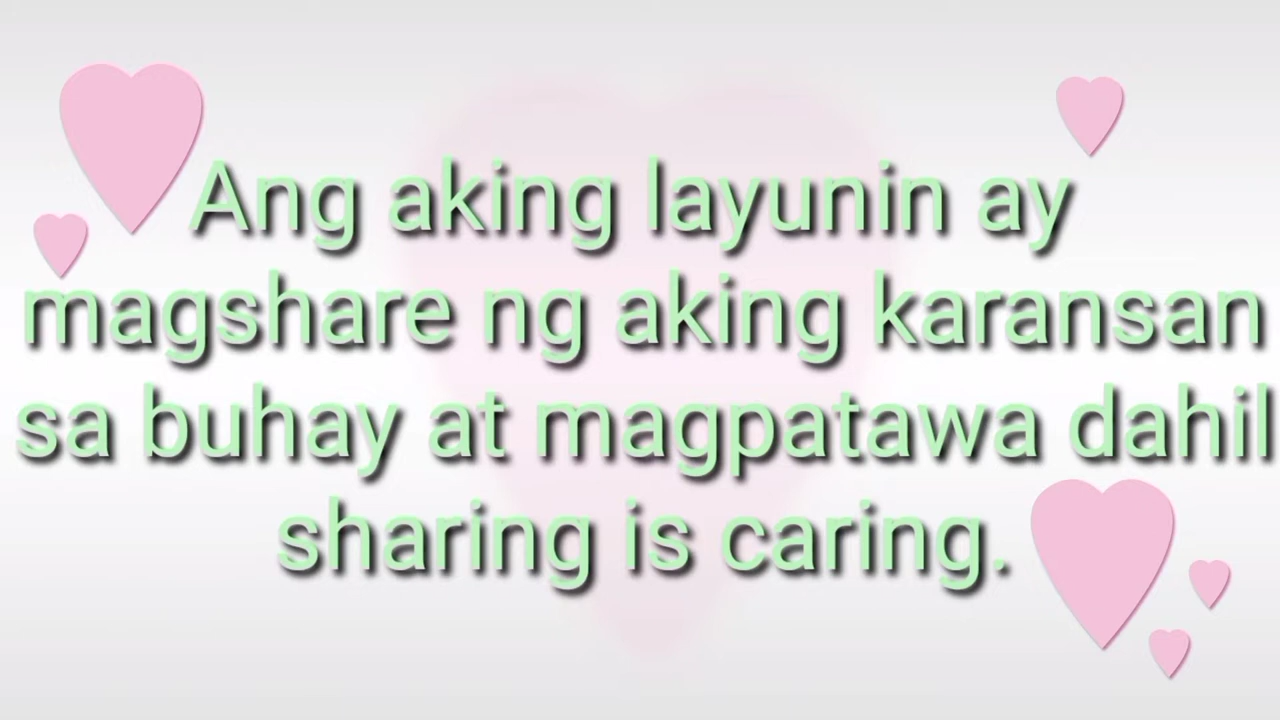 Ang aking layunin ay
magshare ng aking karansan
sa buhay at magpatawa dahil
sharing is caring.